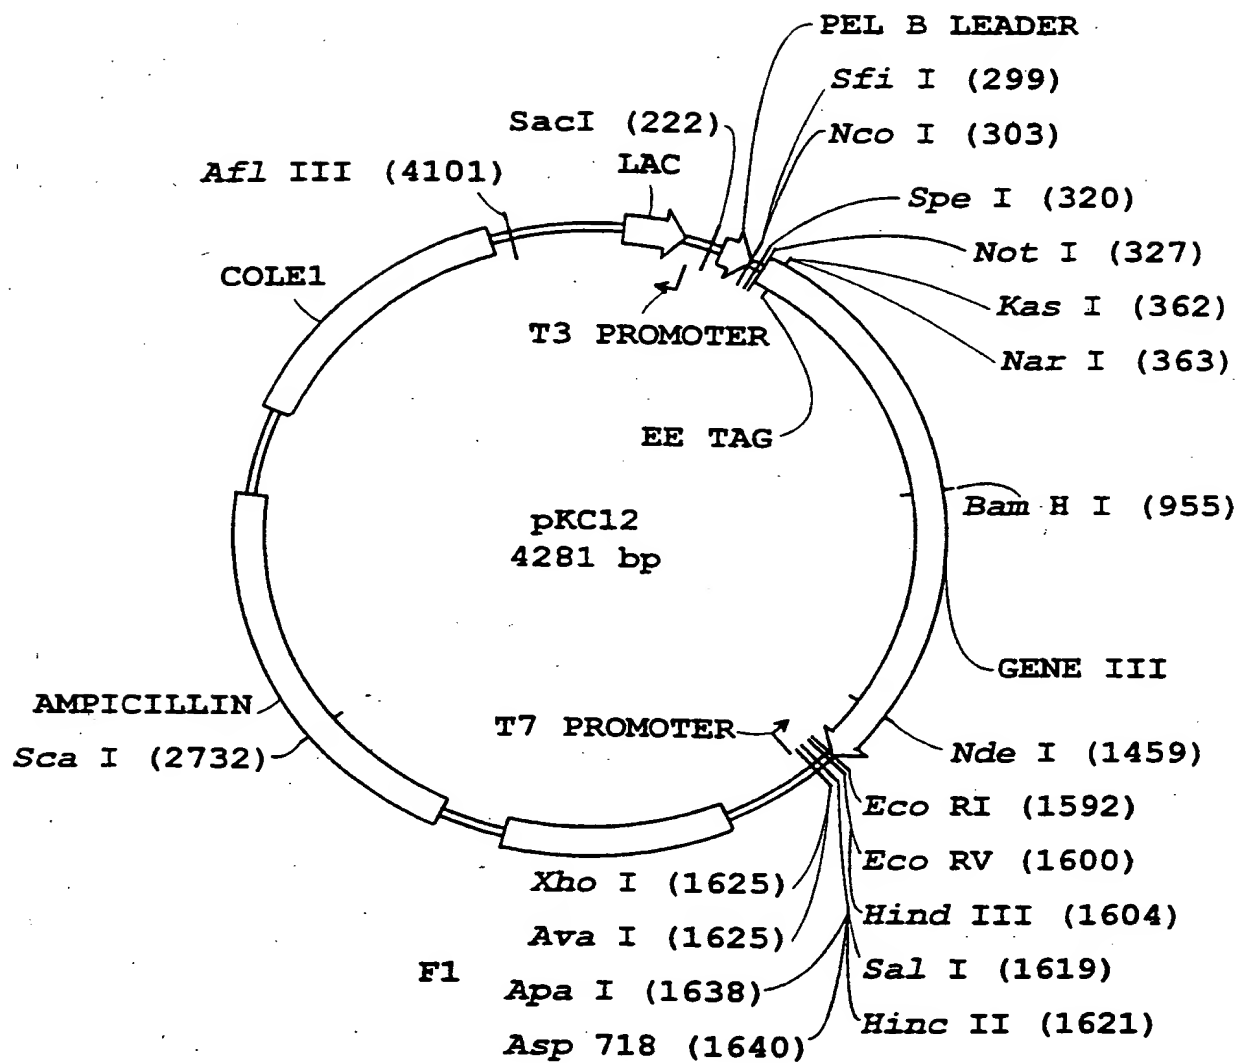 PEL B LEADER
Sfi I (299)
SacI (222)
Nco I (303)
LAC
Afl III (4101)
Spe I (320)
Not I (327)
COLE1
Kas I (362)
T3 PROMOTER
Nar I (363)
EE TAG
Bam H I (955)
pKC12
4281 bp
GENE III
AMPICILLIN
T7 PROMOTER
Sca I (2732)
Nde I (1459)
Eco RI (1592)
Eco RV (1600)
Xho I (1625)
Hind III (1604)
Ava I (1625)
F1
Sal I (1619)
Apa I (1638)
Hinc II (1621)
Asp 718 (1640)